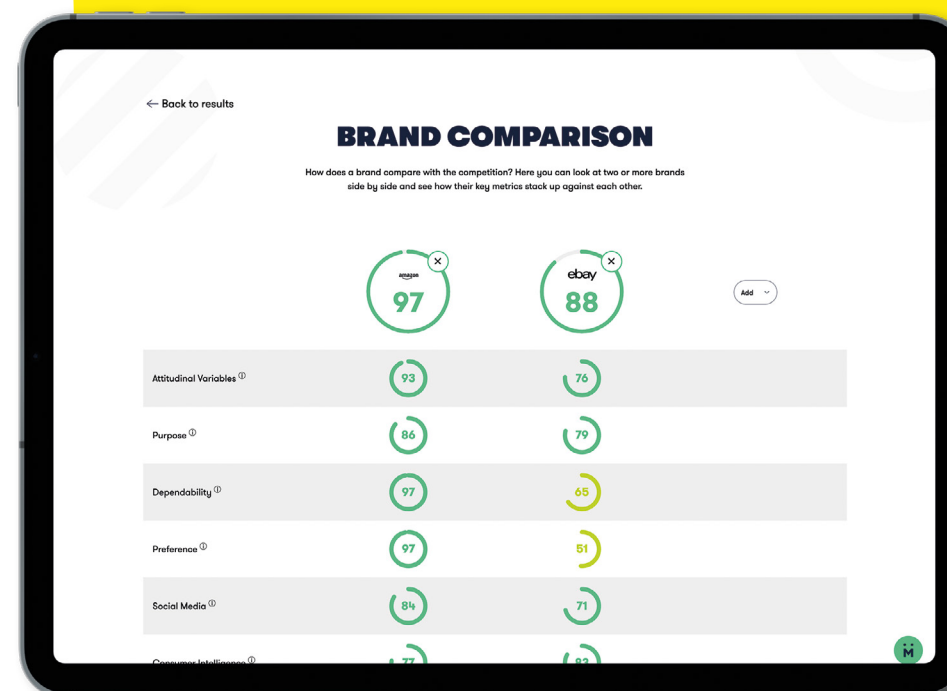 ← Back to results
BRAND COMPARISON
How does a brand compare with the competition? Here you can look at two or more brands
side by side and see how their key metrics stack up against each other.
amazon
97
ebay
88
Add
Attitudinal Variables 93 76
Purpose 86 79
Dependability 97 65
Preference 97 51
Social Media 84 71
Consumer Intelligence 77
M